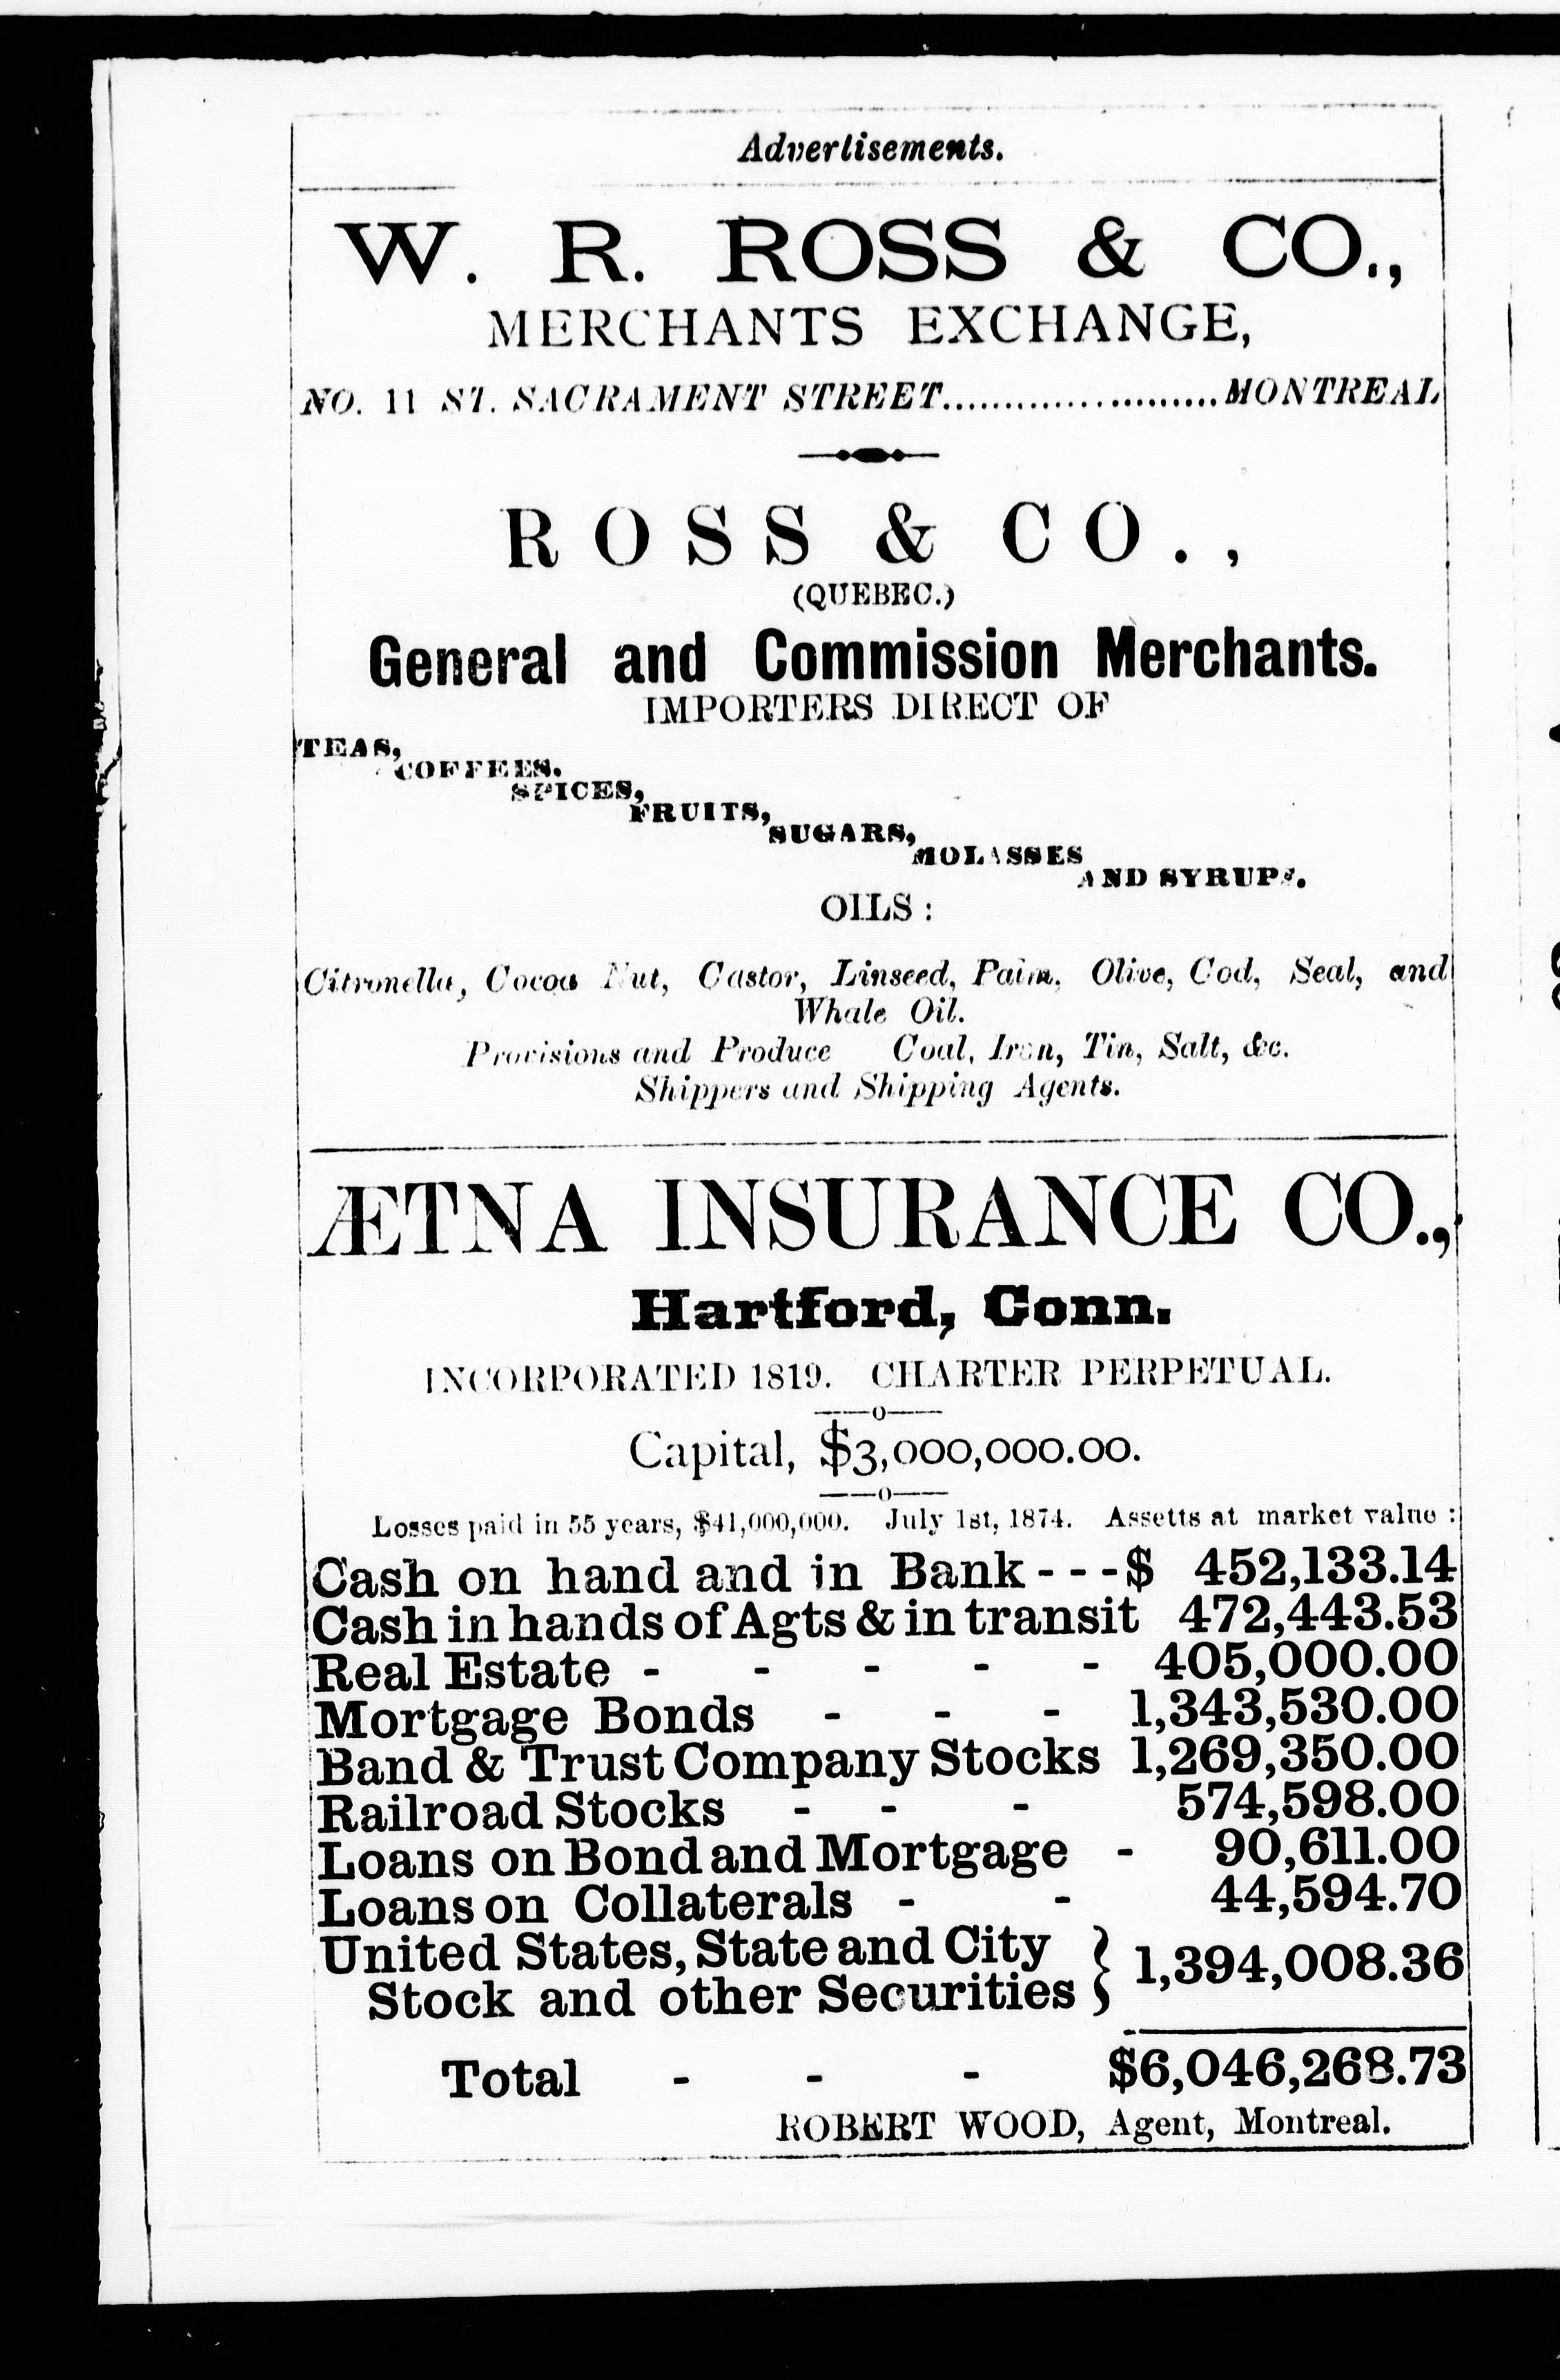 Advertisements.
W. R. ROSS & CO.,
MERCHANTS EXCHANGE,
NO. 11 ST. SACRAMENT STREET.......................MONTREAL
ROSS & CO.,
(QUEBEC.)
General and Commission Merchants.
IMPORTERS DIRECT OF
TEAS,
COFFEES.
SPICES,
FRUITS,
SUGARS,
MOLASSES
AND SYRUPS.
OILS :
Citronella, Cocoa Nut, Castor, Linseed, Palm, Olive, Cod, Seal, and
Whale Oil.
Provisions and Produce Coal, Iron, Tin, Salt, &c.
Shippers and Shipping Agents.
ÆTNA INSURANCE CO.,
Hartford, Conn.
INCORPORATED 1819. CHARTER PERPETUAL.
——o——
Capital, $3,000,000.00.
——o——
Losses paid in 55 years, $41,000,000. July 1st, 1874. Assetts at market value :
Cash on hand and in Bank - - -$ 452,133.14
Cash in hands of Agts & in transit 472,443.53
Real Estate - - - - - 405,000.00
Mortgage Bonds - - - 1,343,530.00
Band & Trust Company Stocks 1,269,350.00
Railroad Stocks - - - 574,598.00
Loans on Bond and Mortgage - 90,611.00
Loans on Collaterals - - 44,594.70
United States, State and City
Stock and other Securities } 1,394,008.36
Total - - - $6,046,268.73
ROBERT WOOD, Agent, Montreal.